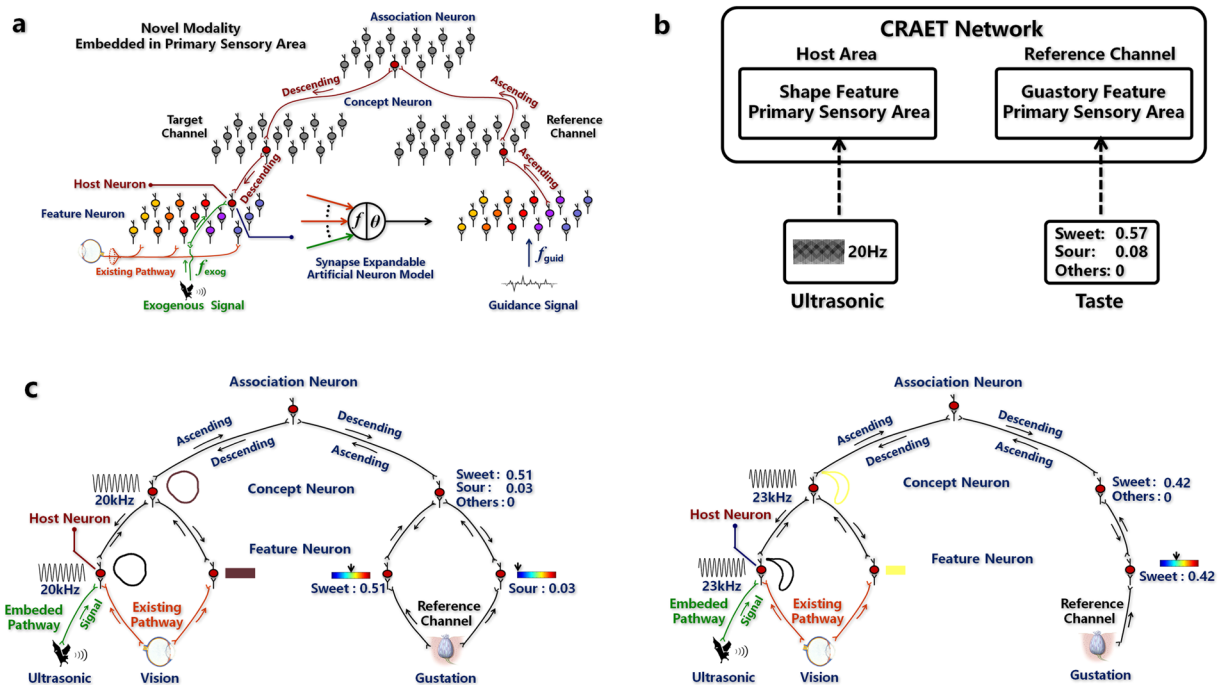 a
Novel Modality
Embedded in Primary Sensory Area
Association Neuron
Descending
Ascending
Concept Neuron
Target
Channel
Reference
Channel
Descending
Ascending
Host Neuron
Feature Neuron
Existing Pathway
f exog
Exogenous Signal
f θ
Synapse Expandable
Artificial Neuron Model
f guid
Guidance Signal
b
CRAET Network
Host Area
Reference Channel
Shape Feature
Primary Sensory Area
Guastory Feature
Primary Sensory Area
20Hz
Sweet: 0.57
Sour: 0.08
Others: 0
Ultrasonic
Taste
c
Association Neuron
Ascending
Descending
Descending
Ascending
20kHz
Concept Neuron
Sweet: 0.51
Sour : 0.03
Others : 0
Host Neuron
Feature Neuron
20kHz
Sweet : 0.51
Sour : 0.03
Embeded
Pathway
Signal
Existing
Pathway
Reference
Channel
Ultrasonic
Vision
Gustation
Association Neuron
Ascending
Descending
Descending
Ascending
23kHz
Concept Neuron
Sweet: 0.42
Others: 0
Host Neuron
Feature Neuron
23kHz
Sweet : 0.42
Embeded
Pathway
Signal
Existing
Pathway
Reference
Channel
Ultrasonic
Vision
Gustation